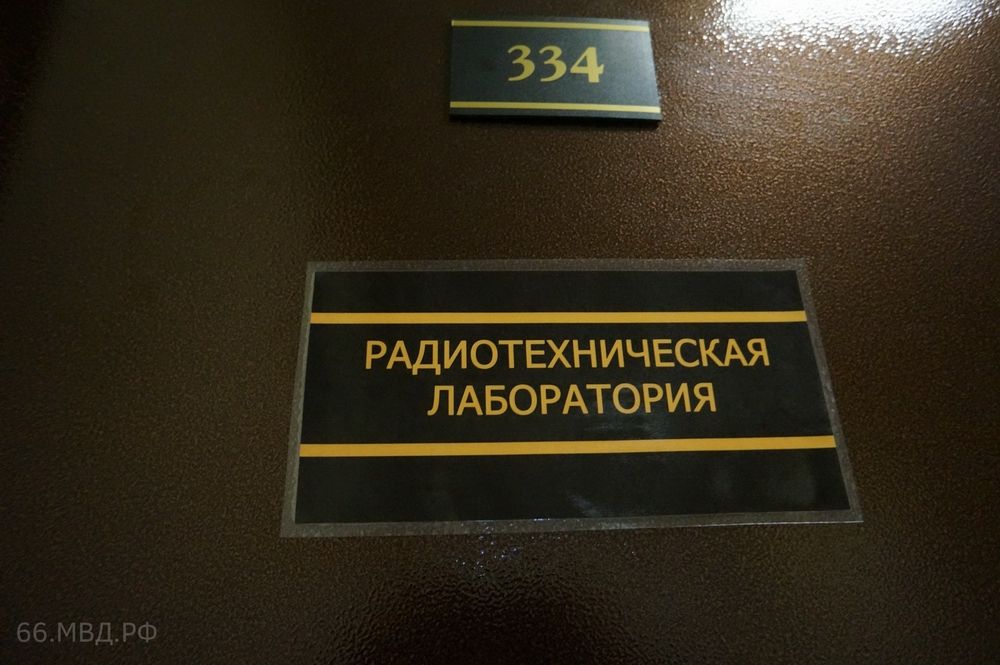 334
РАДИОТЕХНИЧЕСКАЯ
ЛАБОРАТОРИЯ
66.МВД.РФ